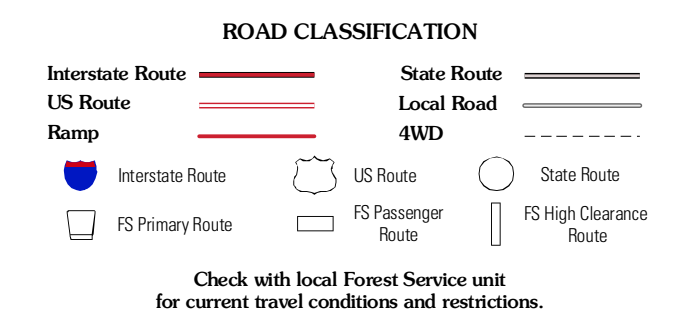 ROAD CLASSIFICATION
Interstate Route
State Route
US Route
Local Road
Ramp
4WD
Interstate Route
US Route
State Route
FS Primary Route
FS Passenger
Route
FS High Clearance
Route
Check with local Forest Service unit
for current travel conditions and restrictions.